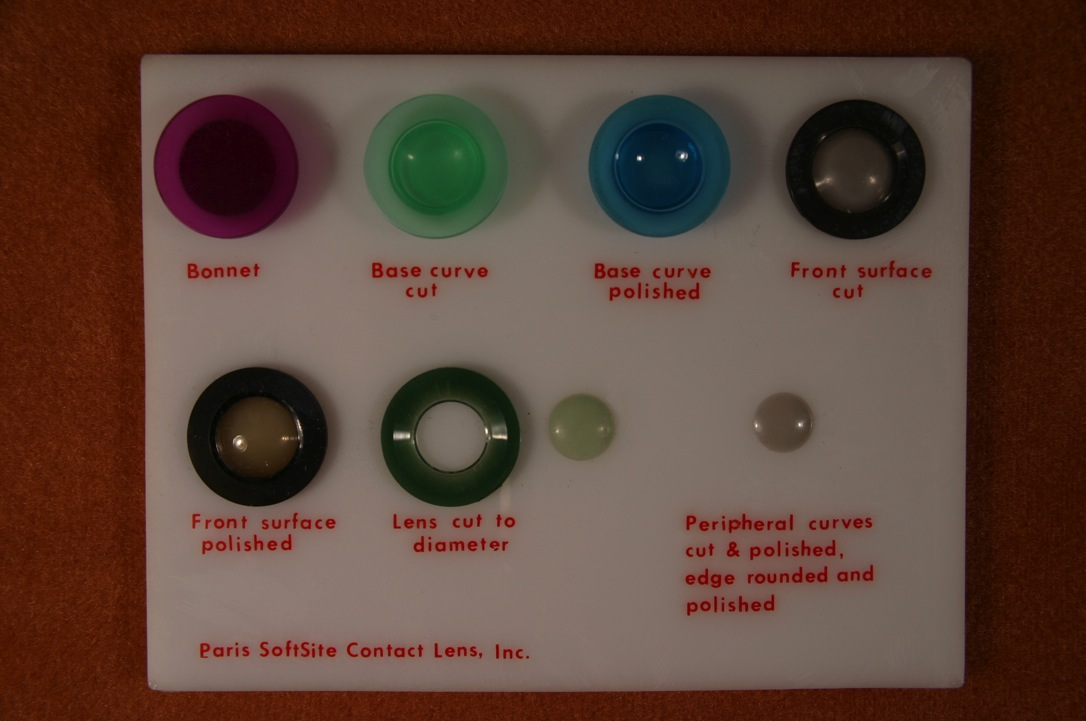 Bonnet
Base curve
cut
Base curve
polished
Front surface
cut
Front surface
polished
Lens cut to
diameter
Peripheral curves
cut & polished,
edge rounded and
polished
Paris SoftSite Contact Lens, Inc.